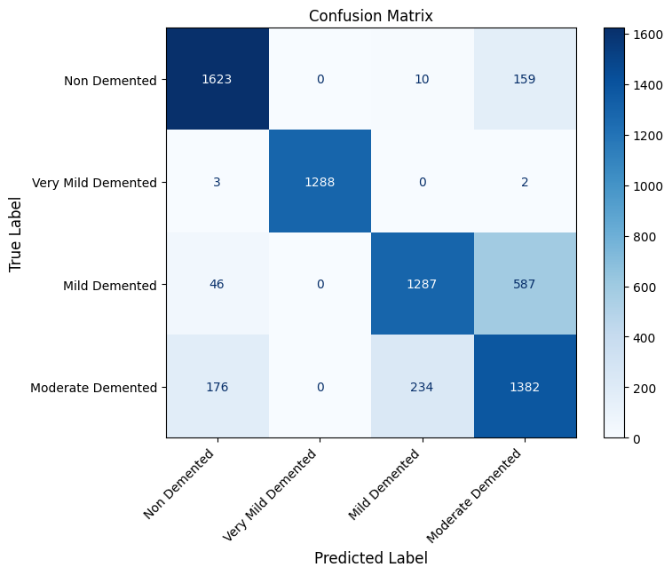 Confusion Matrix
True Label
Non Demented
1623 0 10 159
Very Mild Demented
3 1288 0 2
Mild Demented
46 0 1287 587
Moderate Demented
176 0 234 1382
Non Demented
Very Mild Demented
Mild Demented
Moderate Demented
Predicted Label
1600
1400
1200
1000
800
600
400
200
0